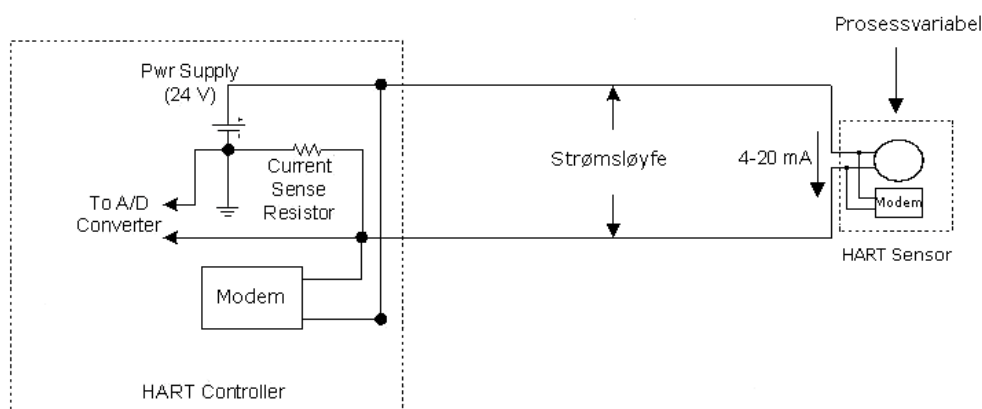 Prosessvariabel
Pwr Supply
(24 V)
Current
Sense
Resistor
To A/D
Converter
Strømsløyfe
4-20 mA
Modem
HART Sensor
Modem
HART Controller